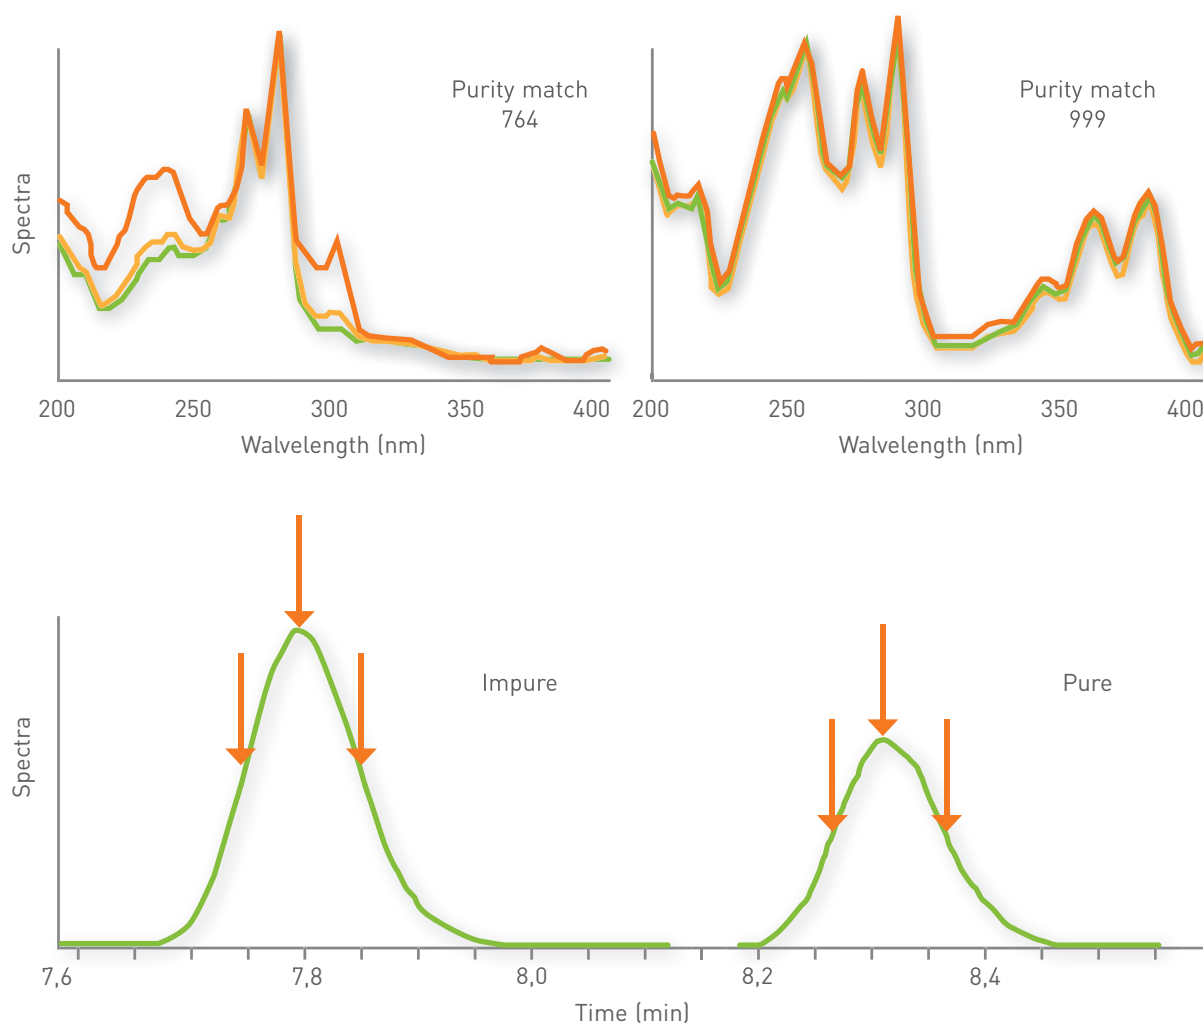 Purity match
764
Spectra
200 250 300 350 400
Walvelength (nm)
Purity match
999
200 250 300 350 400
Walvelength (nm)
Impure
Pure
Spectra
7,6 7,8 8,0 8,2 8,4
Time (min)